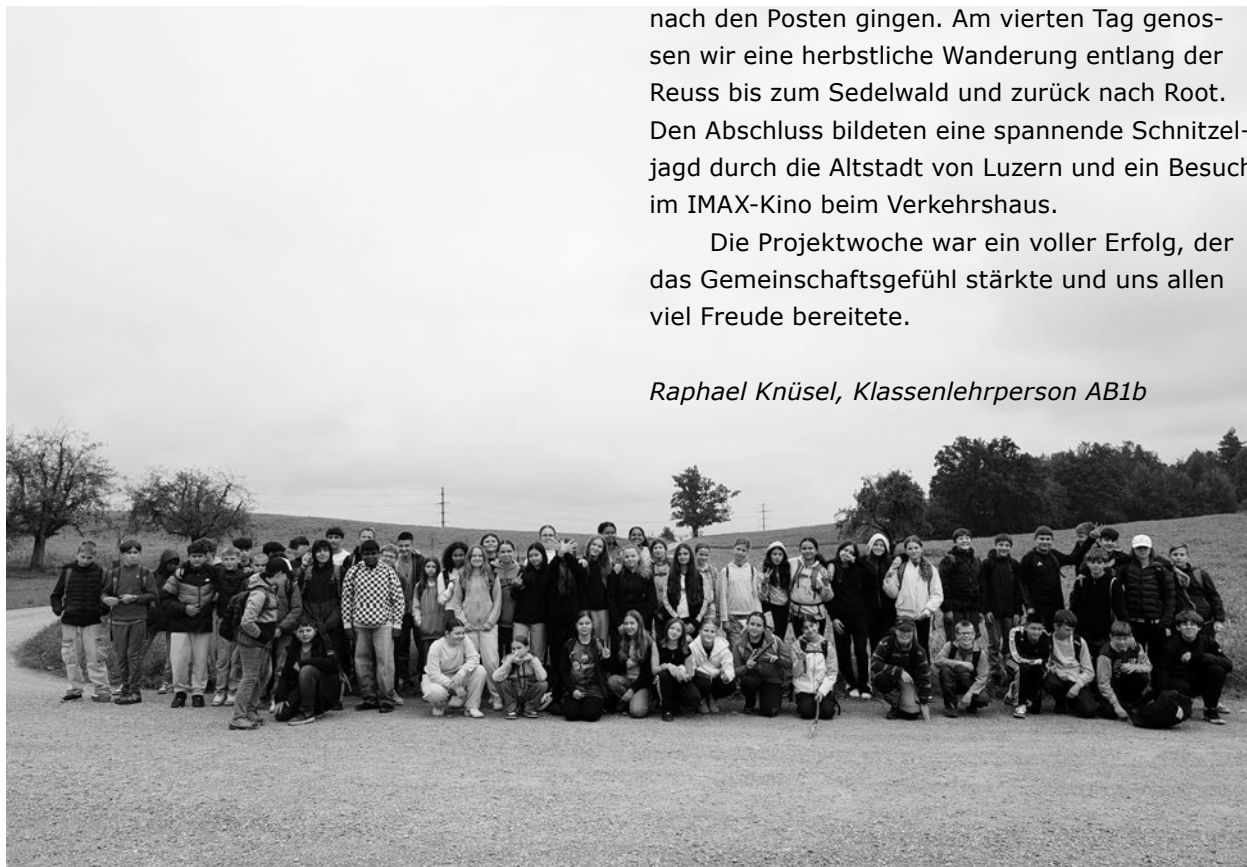 nach den Posten gingen. Am vierten Tag genos-
sen wir eine herbstliche Wanderung entlang der
Reuss bis zum Sedelwald und zurück nach Root.
Den Abschluss bildeten eine spannende Schnitzel-
jagd durch die Altstadt von Luzern und ein Besuch
im IMAX-Kino beim Verkehrshaus.
Die Projektwoche war ein voller Erfolg, der
das Gemeinschaftsgefühl stärkte und uns allen
viel Freude bereitete.
Raphael Knüsel, Klassenlehrperson AB1b